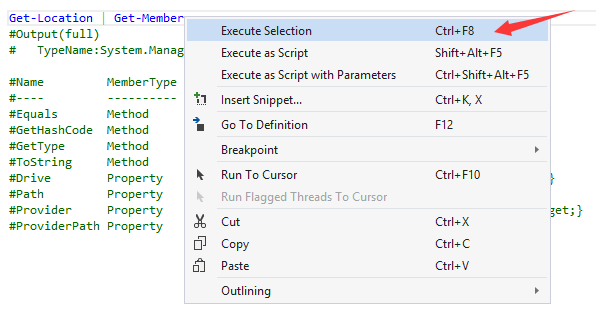 Get-Location | Get-Member
#Output(full)
#   TypeName:System.Manag
#Name          MemberType
#----          ----------
#Equals        Method
#GetHashCode   Method
#GetType       Method
#ToString      Method
#Drive         Property }
#Path          Property
#Provider      Property get;}
#ProviderPath  Property
Execute Selection Ctrl+F8
Execute as Script Shift+Alt+F5
Execute as Script with Parameters Ctrl+Shift+Alt+F5
Insert Snippet... Ctrl+K, X
Go To Definition F12
Breakpoint
Run To Cursor Ctrl+F10
Run Flagged Threads To Cursor
Cut Ctrl+X
Copy Ctrl+C
Paste Ctrl+V
Outlining